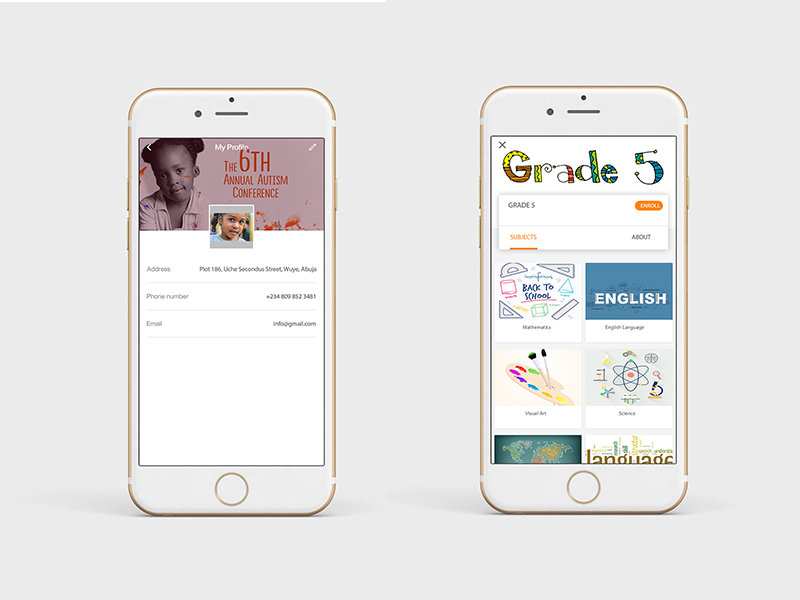 My Profile
THE 6TH
ANNUAL AUTISM
CONFERENCE
Address
Plot 186, Uche Secondus Street, Wuye, Abuja
Phone number
+234 809 852 3481
Email
info@gmail.com
Grade 5
GRADE 5
ENROLL
SUBJECTS
ABOUT
BACK TO
SCHOOL
ENGLISH
Mathematics
English Language
Visual Art
Science
language